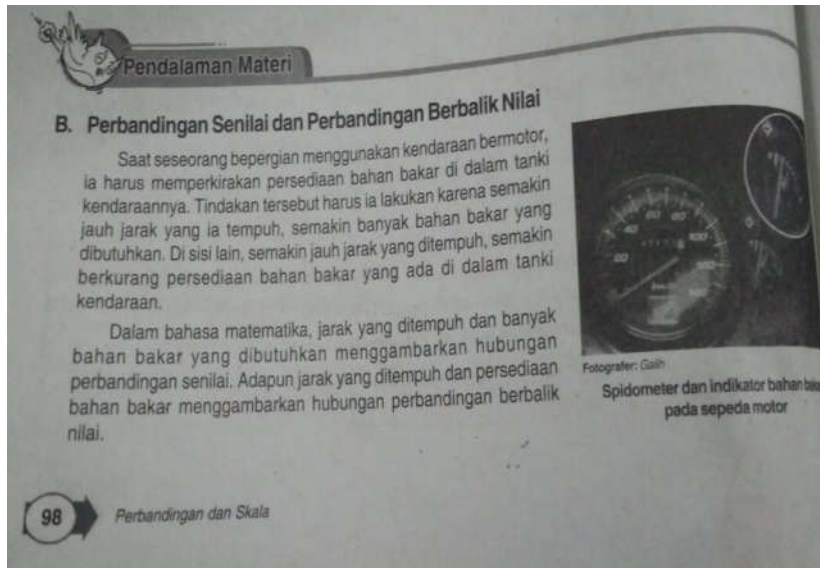 Pendalaman Materi
B. Perbandingan Senilai dan Perbandingan Berbalik Nilai
Saat seseorang bepergian menggunakan kendaraan bermotor,
ia harus memperkirakan persediaan bahan bakar di dalam tanki
kendaraannya. Tindakan tersebut harus ia lakukan karena semakin
jauh jarak yang ia tempuh, semakin banyak bahan bakar yang
dibutuhkan. Di sisi lain, semakin jauh jarak yang ditempuh, semakin
berkurang persediaan bahan bakar yang ada di dalam tanki
kendaraan.
Dalam bahasa matematika, jarak yang ditempuh dan banyak
bahan bakar yang dibutuhkan menggambarkan hubungan
perbandingan senilai. Adapun jarak yang ditempuh dan persediaan
bahan bakar menggambarkan hubungan perbandingan berbalik
nilai.
20
40
60
80
100
Fotografer: Galih
Spidometer dan indikator bahan
pada sepeda motor
98
Perbandingan dan Skala